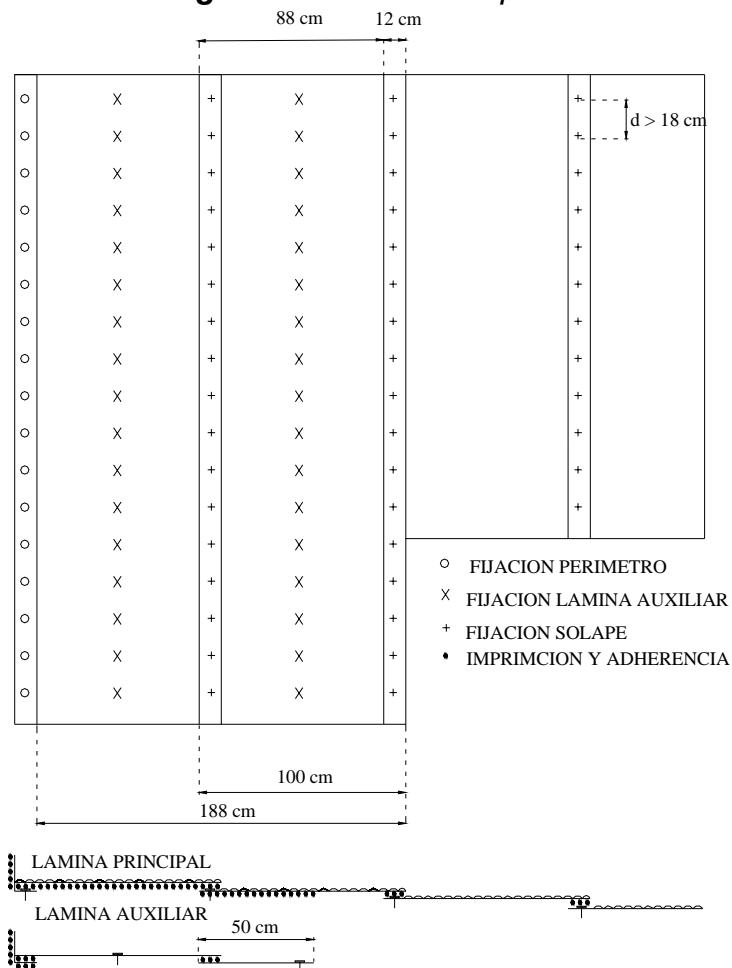 88 cm
12 cm
d > 18 cm
FIJACION PERIMETRO
FIJACION LAMINA AUXILIAR
FIJACION SOLAPE
IMPRIMCION Y ADHERENCIA
100 cm
188 cm
LAMINA PRINCIPAL
LAMINA AUXILIAR
50 cm